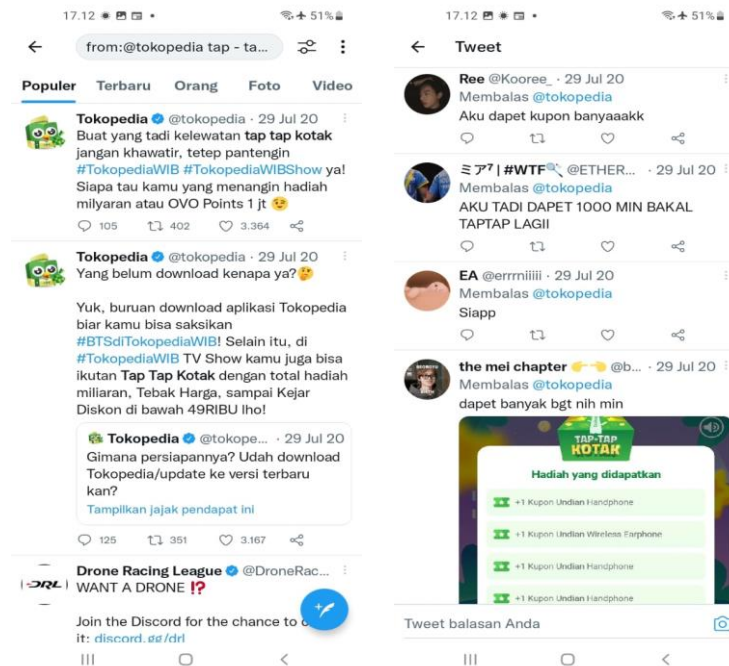 17.12
51%
from:@tokopedia tap - ta...
Populer Terbaru Orang Foto Video
Tokopedia @tokopedia · 29 Jul 20
Buat yang tadi kelewatan tap tap kotak
jangan khawatir, tetep pantengin
#TokopediaWIB #TokopediaWIBShow ya!
Siapa tau kamu yang menangin hadiah
milyaran atau OVO Points 1 jt 😉
105 402 3.364
Tokopedia @tokopedia · 29 Jul 20
Yang belum download kenapa ya?🤔
Yuk, buruan download aplikasi Tokopedia
biar kamu bisa saksikan
#BTSdiTokopediaWIB! Selain itu, di
#TokopediaWIB TV Show kamu juga bisa
ikutan Tap Tap Kotak dengan total hadiah
miliaran, Tebak Harga, sampai Kejar
Diskon di bawah 49RIBU lho!
Tokopedia @tokope... · 29 Jul 20
Gimana persiapannya? Udah download
Tokopedia/update ke versi terbaru
kan?
Tampilkan jajak pendapat ini
125 351 3.167
DRL
Drone Racing League @DroneRac...
WANT A DRONE ⁉️
Join the Discord for the chance to
it: discord.gg/drl
17.12
51%
Tweet
Ree @Kooree_ · 29 Jul 20
Membalas @tokopedia
Aku dapet kupon banyaaakk
ミア⁷ | #WTF🔍 @ETHER... · 29 Jul 20
Membalas @tokopedia
AKU TADI DAPET 1000 MIN BAKAL
TAPTAP LAGII
EA @errrniiiii · 29 Jul 20
Membalas @tokopedia
Siapp
the mei chapter 👉👈 @b... · 29 Jul 20
Membalas @tokopedia
dapet banyak bgt nih min
TAP-TAP
KOTAK
Hadiah yang didapatkan
+1 Kupon Undian Handphone
+1 Kupon Undian Wireless Earphone
+1 Kupon Undian Handphone
+1 Kupon Undian Handphone
Tweet balasan Anda